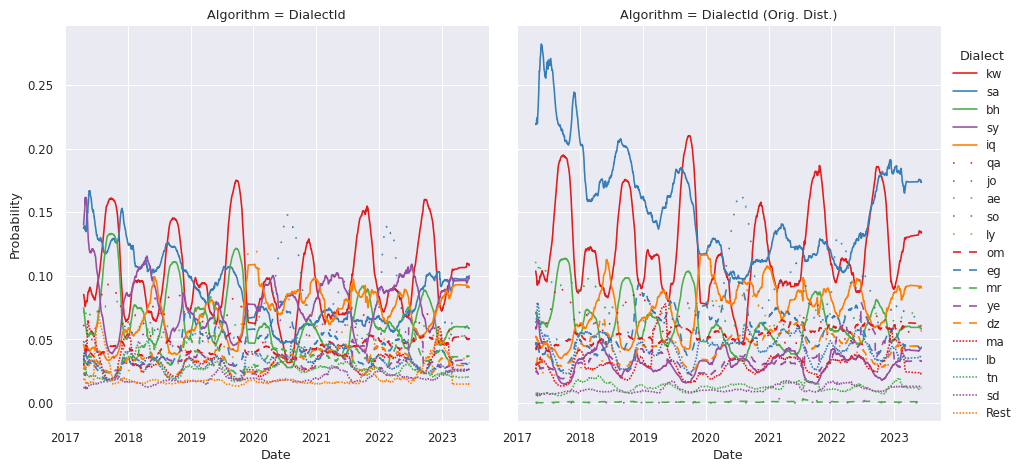 Algorithm = DialectId
Algorithm = DialectId (Orig. Dist.)
Probability
0.25
0.20
0.15
0.10
0.05
0.00
2017 2018 2019 2020 2021 2022 2023
Date
2017 2018 2019 2020 2021 2022 2023
Date
Dialect
kw
sa
bh
sy
iq
qa
jo
ae
so
ly
om
eg
mr
ye
dz
ma
lb
tn
sd
Rest